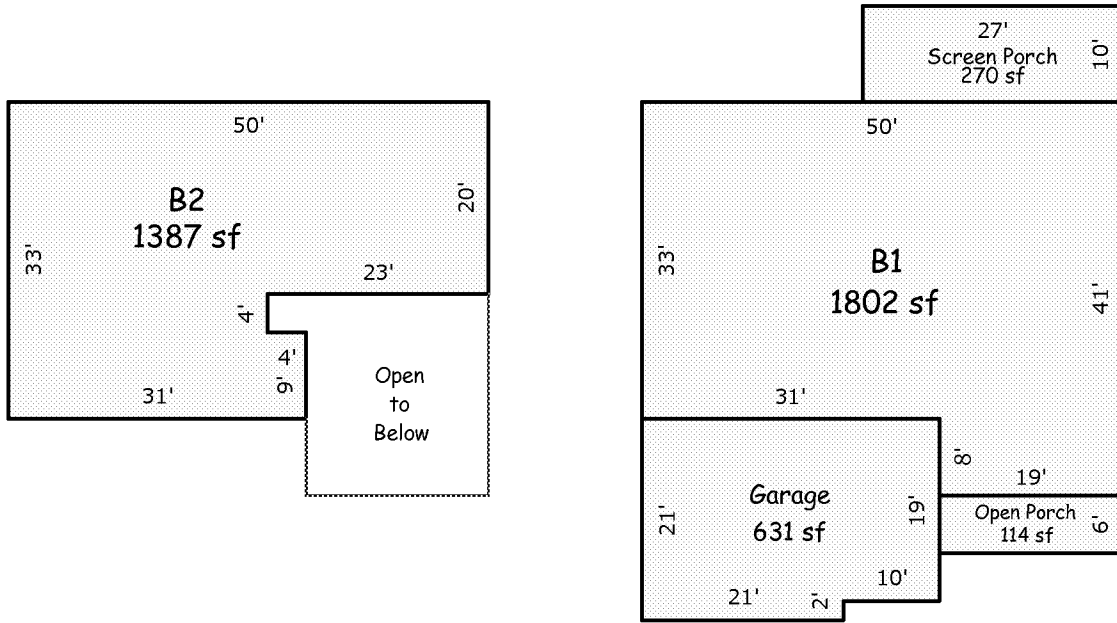 50'
B2
1387 sf
33'
20'
23'
4'
4'
9'
31'
Open
to
Below
27'
Screen Porch
270 sf
10'
50'
33'
B1
1802 sf
41'
31'
8'
19'
Garage
631 sf
21'
19'
Open Porch
114 sf
6'
21'
2'
10'